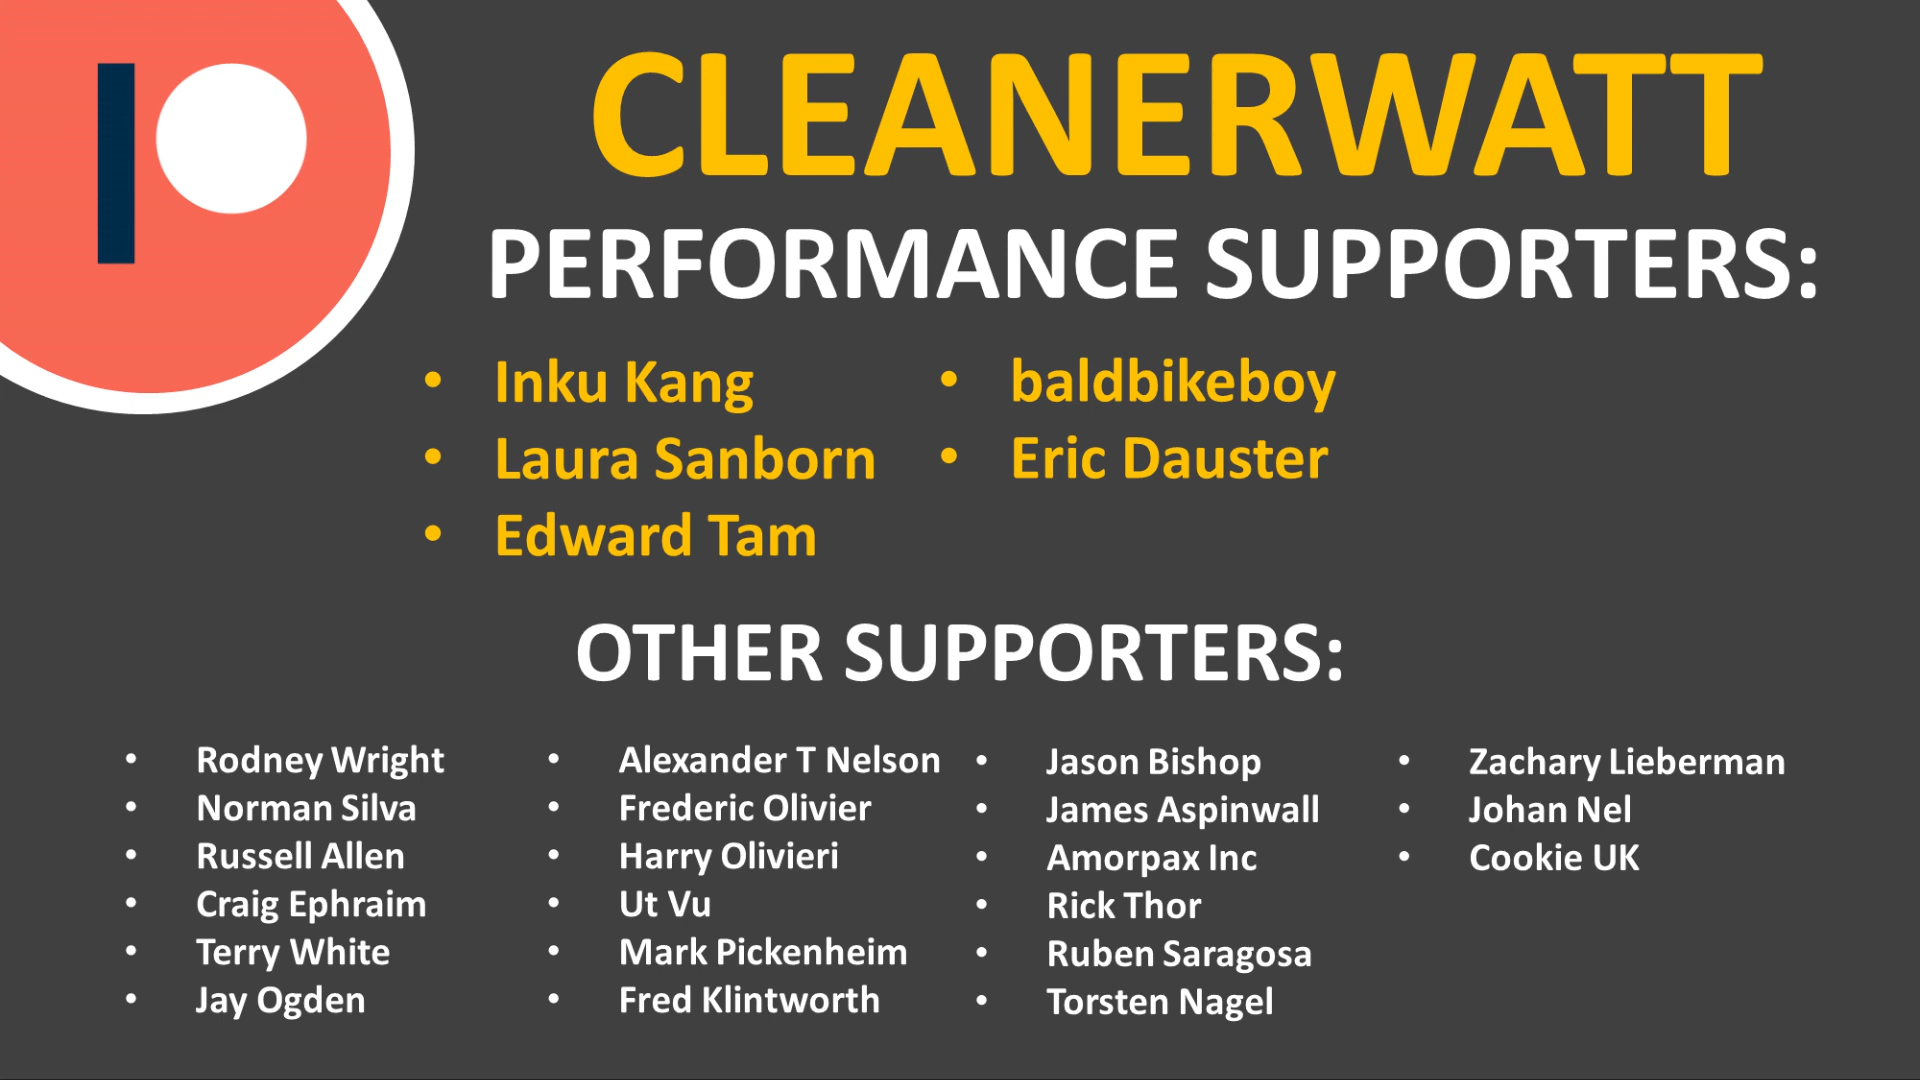 CLEANERWATT
PERFORMANCE SUPPORTERS:
• Inku Kang
• Laura Sanborn
• Edward Tam
• baldbikeboy
• Eric Dauster
OTHER SUPPORTERS:
• Rodney Wright
• Norman Silva
• Russell Allen
• Craig Ephraim
• Terry White
• Jay Ogden
• Alexander T Nelson
• Frederic Olivier
• Harry Olivieri
• Ut Vu
• Mark Pickenheim
• Fred Klintworth
• Jason Bishop
• James Aspinwall
• Amorpax Inc
• Rick Thor
• Ruben Saragosa
• Torsten Nagel
• Zachary Lieberman
• Johan Nel
• Cookie UK